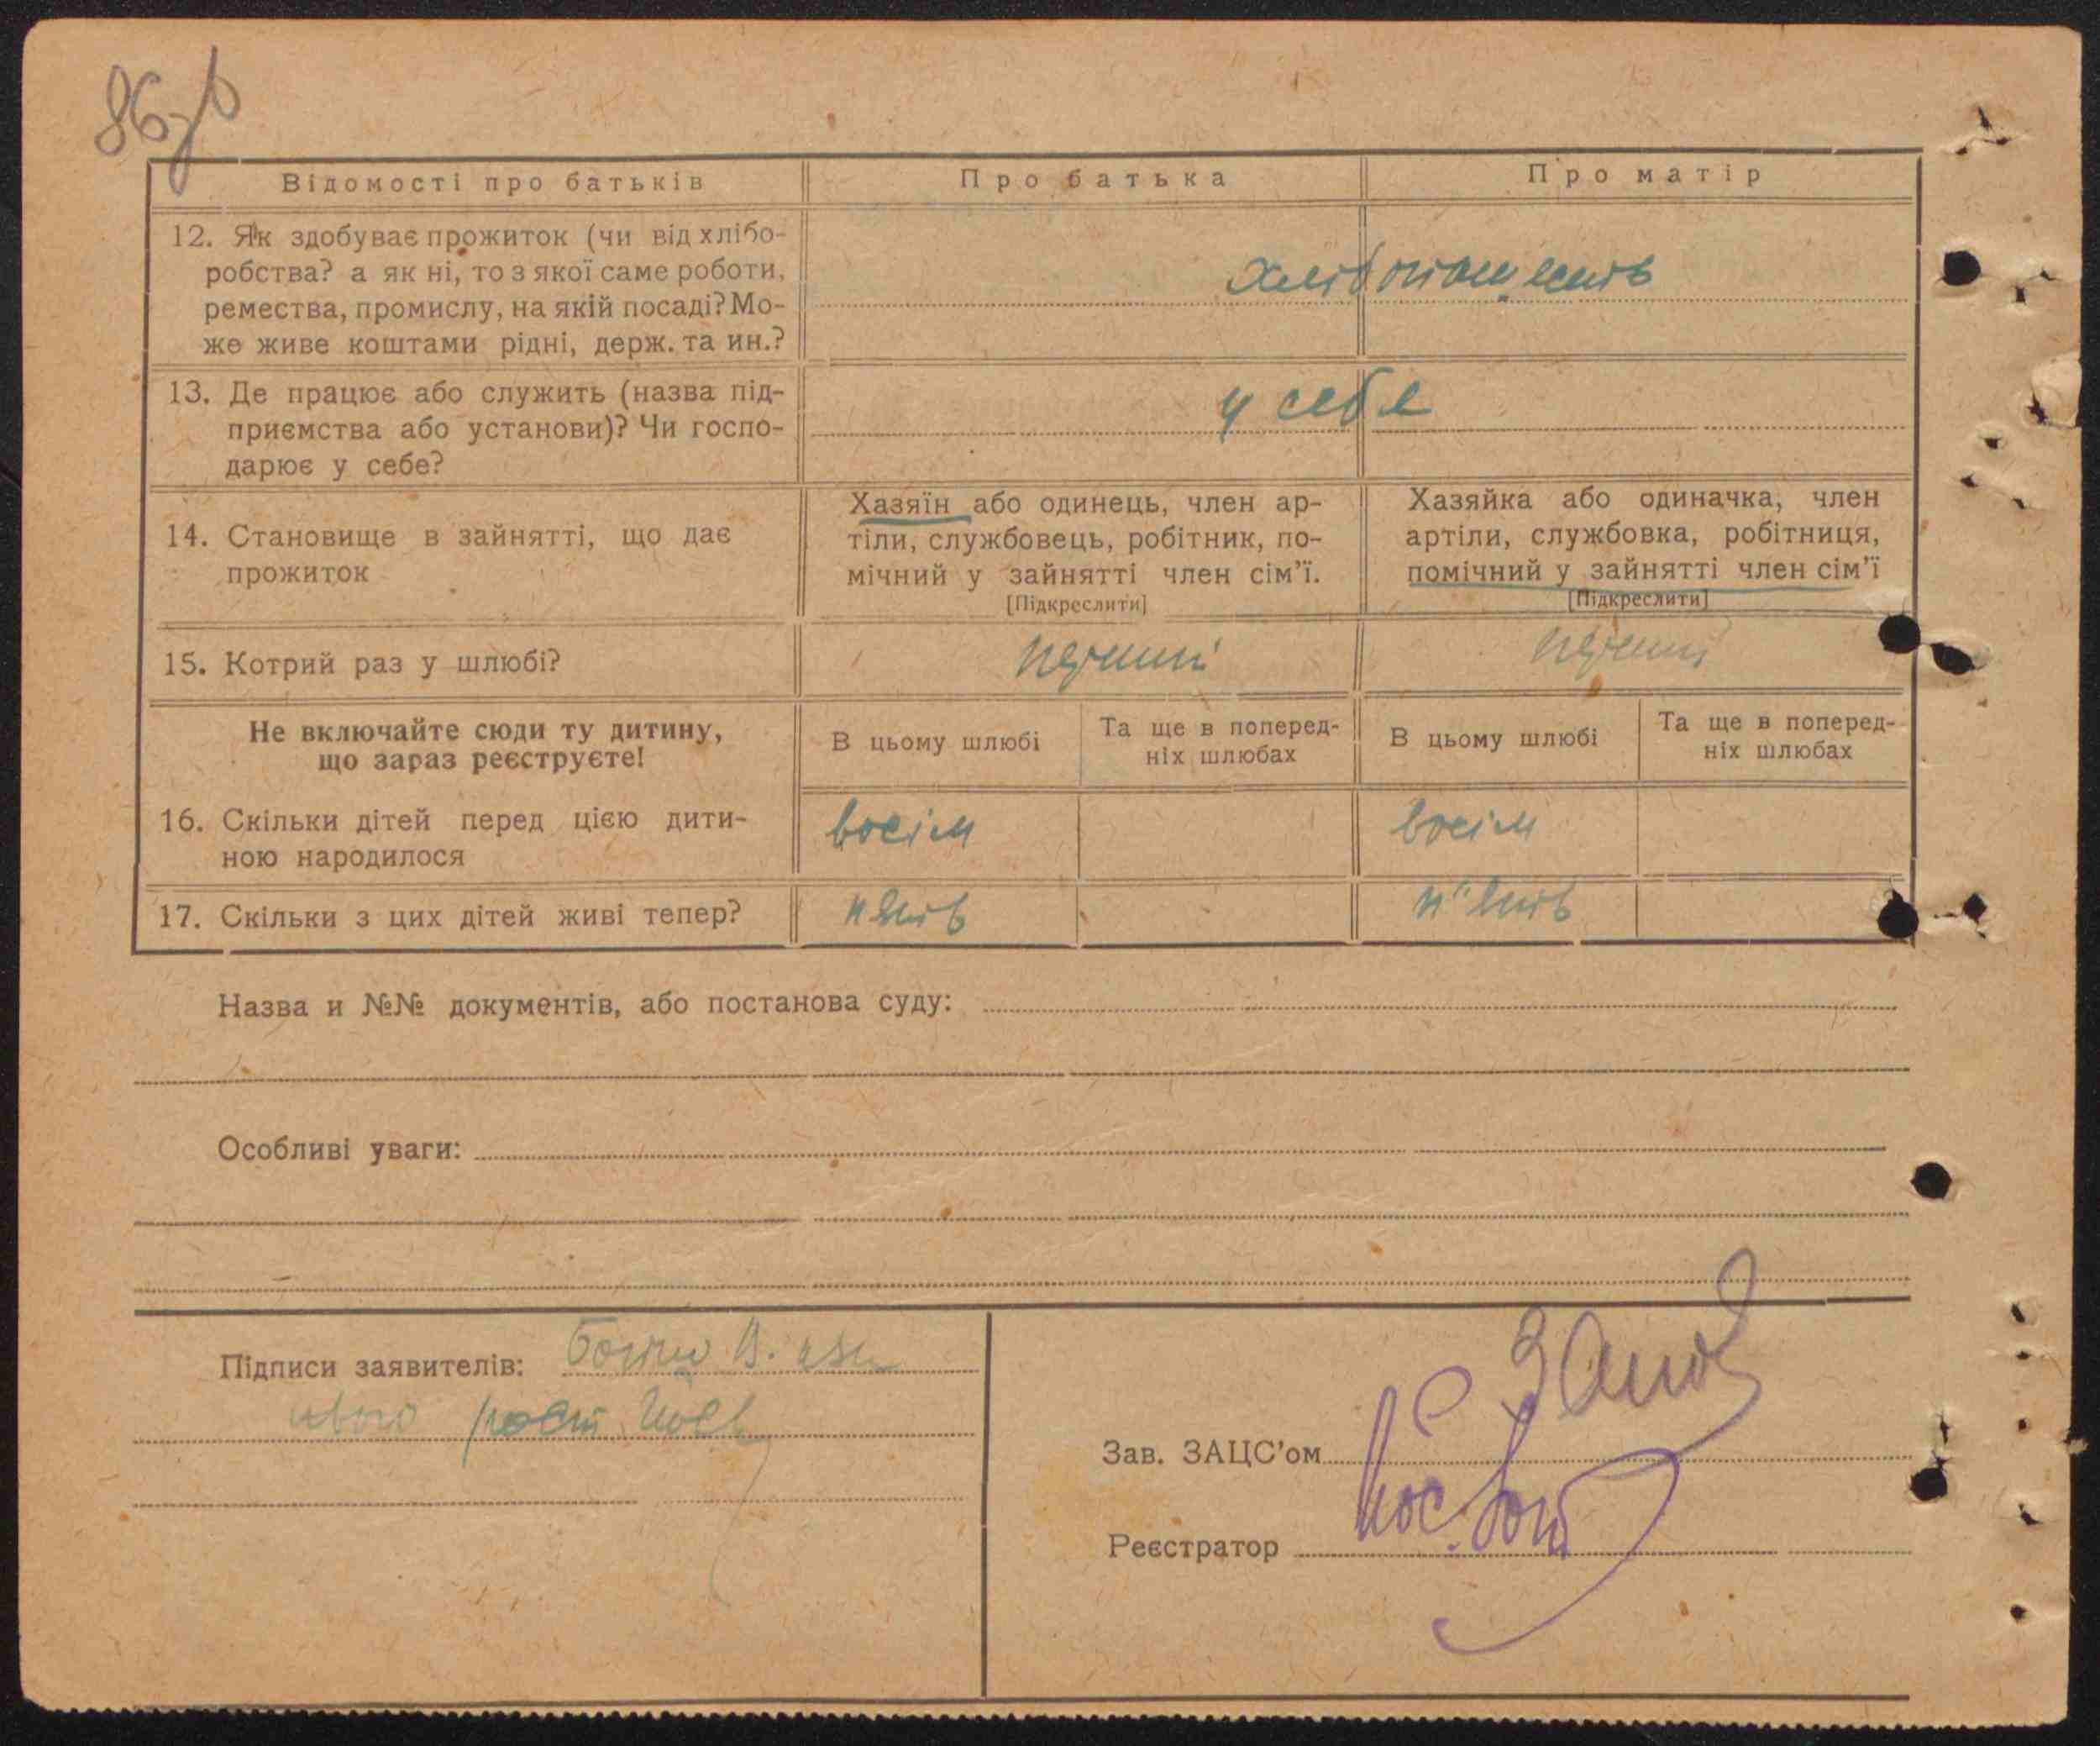 86зв
Відомості про батьків
Про батька
Про матір
12. Як здобуває прожиток (чи від хлібо-
робства? а як ні, то з якої саме роботи,
ремества, промислу, на якій посаді? Мо-
же живе коштами рідні, держ. та ин.?
13. Де працює або служить (назва під-
приємства або установи)? Чи госпо-
дарює у себе?
у себе
14. Становище в зайнятті, що дає
прожиток
Хазяїн або одинець, член ар-
тіли, службовець, робітник, по-
мічний у зайнятті член сім'ї.
[Підкреслити]
Хазяйка або одиначка, член
артіли, службовка, робітниця,
помічний у зайнятті член сім'ї
[Підкреслити]
15. Котрий раз у шлюбі?
перший
перший
Не включайте сюди ту дитину,
що зараз реєструєте!
В цьому шлюбі
Та ще в поперед-
ніх шлюбах
В цьому шлюбі
Та ще в поперед-
ніх шлюбах
16. Скільки дітей перед цією дити-
ною народилося
восім
восім
17. Скільки з цих дітей живі тепер?
пять
п'ять
Назва и №№ документів, або постанова суду:
Особливі уваги:
Підписи заявителів:
Зав. ЗАЦС'ом
Реєстратор